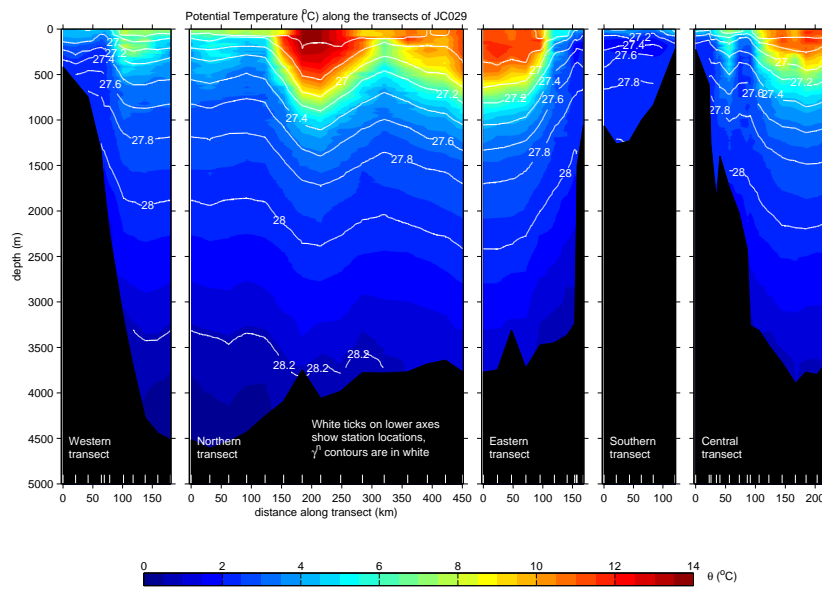 Potential Temperature (°C) along the transects of JC029
0
500
1000
1500
2000
2500
3000
3500
4000
4500
5000
depth (m)
27.2
27.4
27.6
27.8
28
Western
transect
0 50 100 150
27
27.2
27.4
27.6
27.8
28
28.2
28.2
Northern
transect
White ticks on lower axes
show station locations,
γⁿ contours are in white
0 50 100 150 200 250 300 350 400 450
distance along transect (km)
27
27.2
27.4
27.6
27.8
28
Eastern
transect
0 50 100 150
27.2
27.4
27.6
27.8
Southern
transect
0 50 100
27
27.2
27.4
27.6
27.8
28
Central
transect
0 50 100 150 200
0 2 4 6 8 10 12 14
θ (°C)